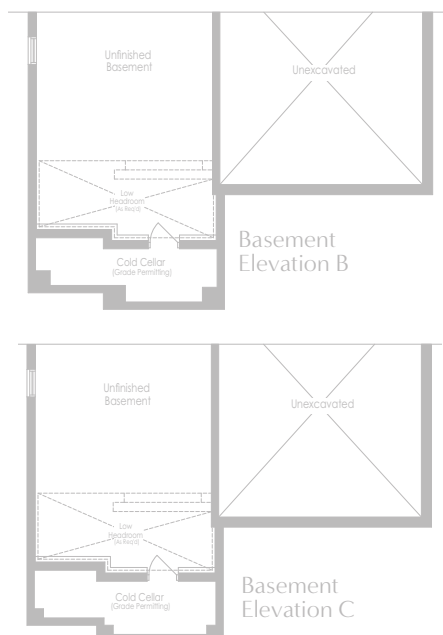 Unfinished
Basement
Unexcavated
Low
Headroom
(As Req'd)
Cold Cellar
(Grade Permitting)
Basement
Elevation B
Unfinished
Basement
Unexcavated
Low
Headroom
(As Req'd)
Cold Cellar
(Grade Permitting)
Basement
Elevation C